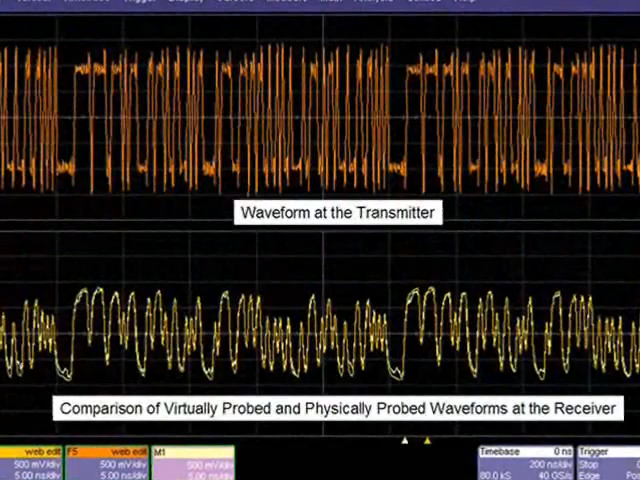 Waveform at the Transmitter
Comparison of Virtually Probed and Physically Probed Waveforms at the Receiver
web edit F5 web edit M1 Timebase 0 ns Trigger
500 mV/div 500 mV/div 500 mV/div 200 ns/div Stop
5.00 ns/div 5.00 ns/div 5.00 ns/div 80.0 kS 40 GS/s Edge